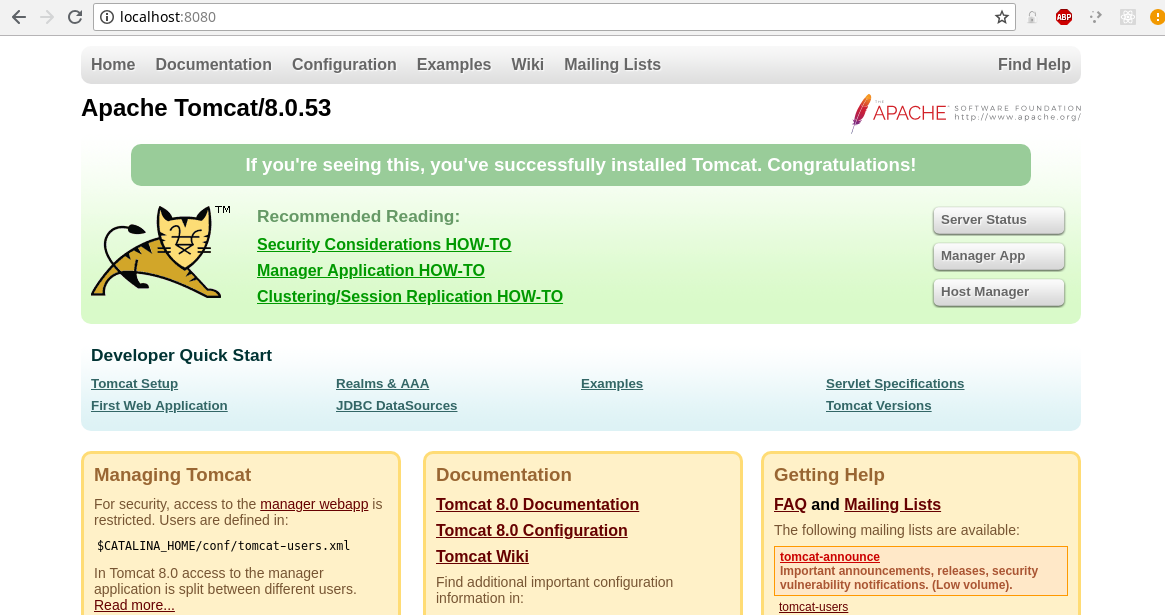 localhost:8080
ABP
Home Documentation Configuration Examples Wiki Mailing Lists Find Help
Apache Tomcat/8.0.53
THE APACHE™ SOFTWARE FOUNDATION
http://www.apache.org/
If you're seeing this, you've successfully installed Tomcat. Congratulations!
TM
Recommended Reading:
Security Considerations HOW-TO
Manager Application HOW-TO
Clustering/Session Replication HOW-TO
Server Status
Manager App
Host Manager
Developer Quick Start
Tomcat Setup
First Web Application
Realms & AAA
JDBC DataSources
Examples
Servlet Specifications
Tomcat Versions
Managing Tomcat
For security, access to the manager webapp is
restricted. Users are defined in:
$CATALINA_HOME/conf/tomcat-users.xml
In Tomcat 8.0 access to the manager
application is split between different users.
Read more...
Documentation
Tomcat 8.0 Documentation
Tomcat 8.0 Configuration
Tomcat Wiki
Find additional important configuration
information in:
Getting Help
FAQ and Mailing Lists
The following mailing lists are available:
tomcat-announce
Important announcements, releases, security
vulnerability notifications. (Low volume).
tomcat-users